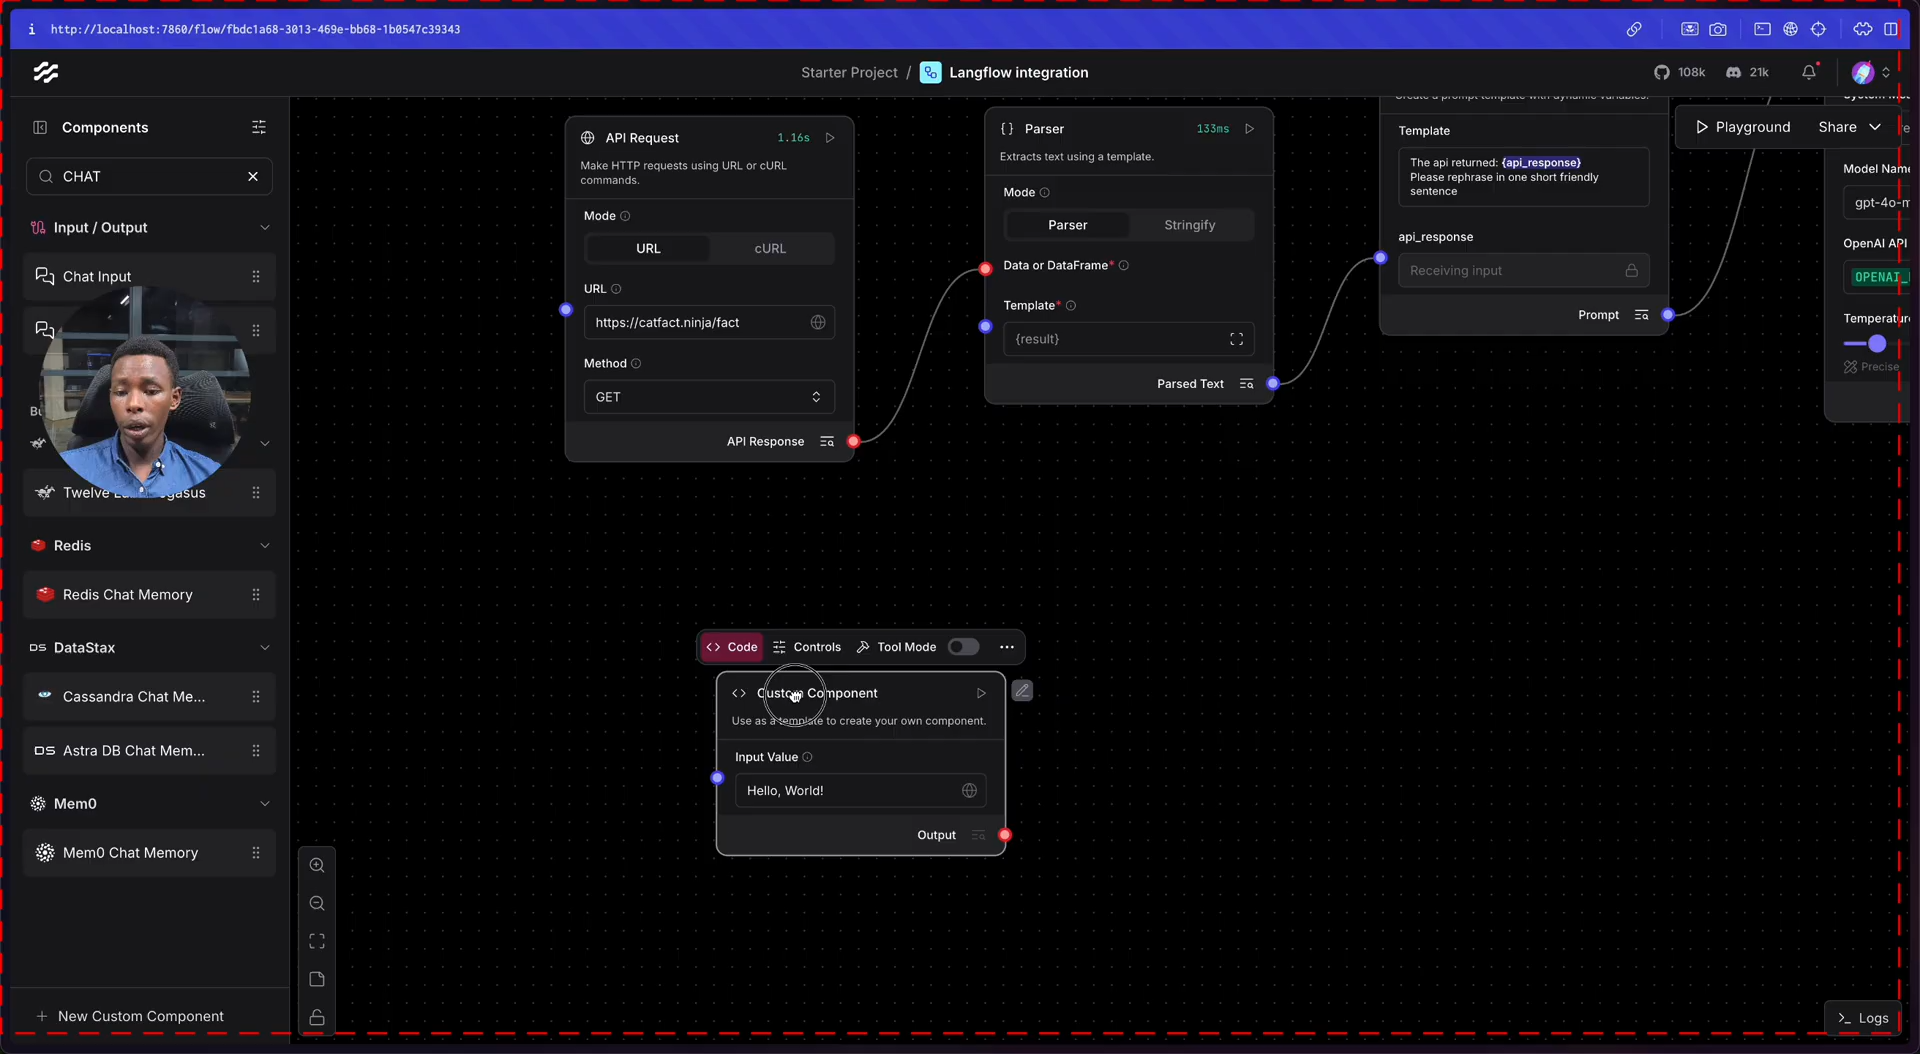 http://localhost:7860/flow/fbdc1a68-3013-469e-bb68-1b0547c39343
Starter Project / Langflow integration
108k
21k
Components
CHAT
Input / Output
Chat Input
Redis
Redis Chat Memory
DataStax
Cassandra Chat Me...
Astra DB Chat Mem...
Mem0
Mem0 Chat Memory
New Custom Component
API Request
1.16s
Make HTTP requests using URL or cURL
commands.
Mode
URL
cURL
URL
https://catfact.ninja/fact
Method
GET
API Response
Parser
133ms
Extracts text using a template.
Mode
Parser
Stringify
Data or DataFrame*
Template*
{result}
Parsed Text
Create a prompt template with dynamic variables.
Template
The api returned: {api_response}
Please rephrase in one short friendly
sentence
api_response
Receiving input
Prompt
Playground
Share
Model Name
gpt-4o-m
OpenAI API
OPENAI_
Temperature
Precise
Code
Controls
Tool Mode
Custom Component
Use as a template to create your own component.
Input Value
Hello, World!
Output
Logs